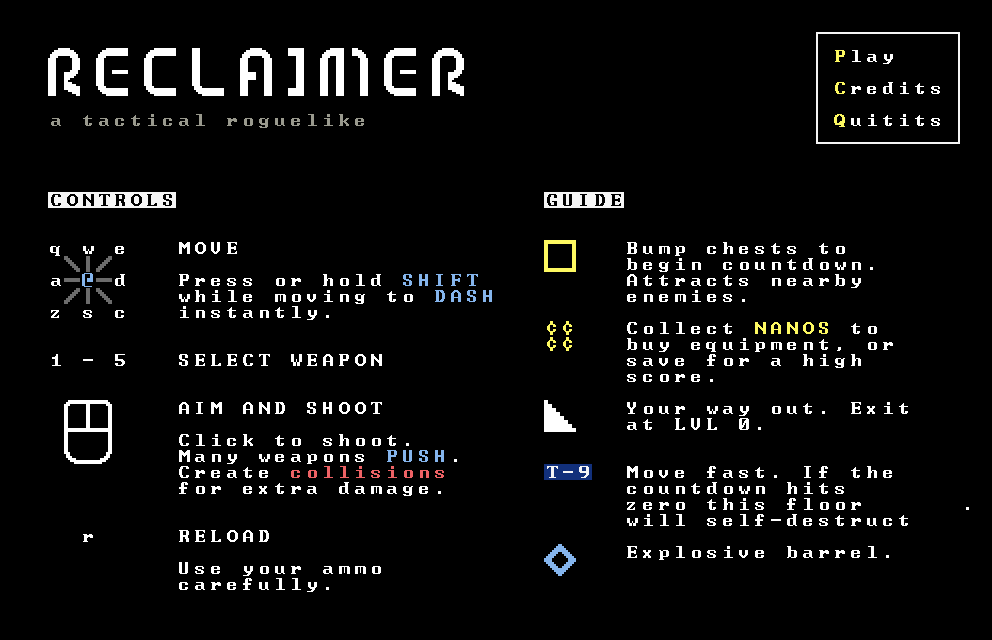 RECLAIMER
a tactical roguelike
Play
Credits
Quitits
CONTROLS
q w e
a @ d
z s c
MOVE
Press or hold SHIFT
while moving to DASH
instantly.
1 - 5
SELECT WEAPON
AIM AND SHOOT
Click to shoot.
Many weapons PUSH.
Create collisions
for extra damage.
r
RELOAD
Use your ammo
carefully.
GUIDE
Bump chests to
begin countdown.
Attracts nearby
enemies.
¢¢
¢¢
Collect NANOS to
buy equipment, or
save for a high
score.
Your way out. Exit
at LVL 0.
T-9
Move fast. If the
countdown hits
zero this floor .
will self-destruct
Explosive barrel.